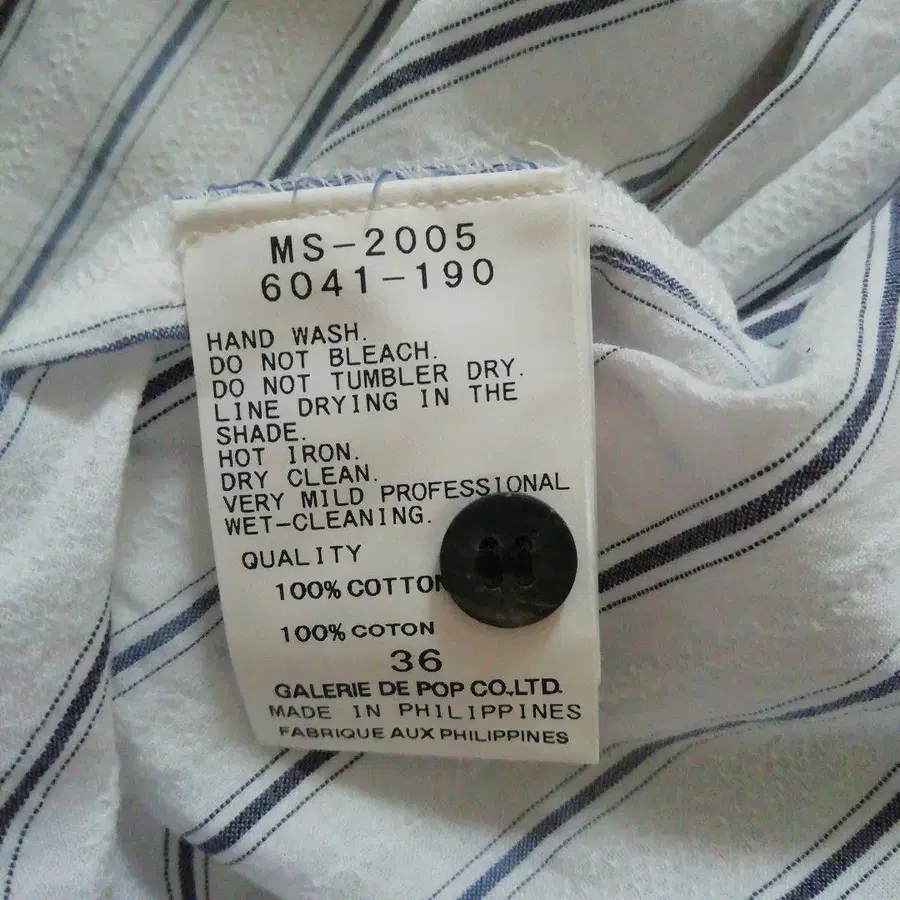 MS-2005
6041-190
HAND WASH.
DO NOT BLEACH.
DO NOT TUMBLER DRY.
LINE DRYING IN THE
SHADE.
HOT IRON.
DRY CLEAN.
VERY MILD PROFESSIONAL
WET-CLEANING.
QUALITY
100% COTTON
100% COTON
36
GALERIE DE POP CO.,LTD.
MADE IN PHILIPPINES
FABRIQUE AUX PHILIPPINES